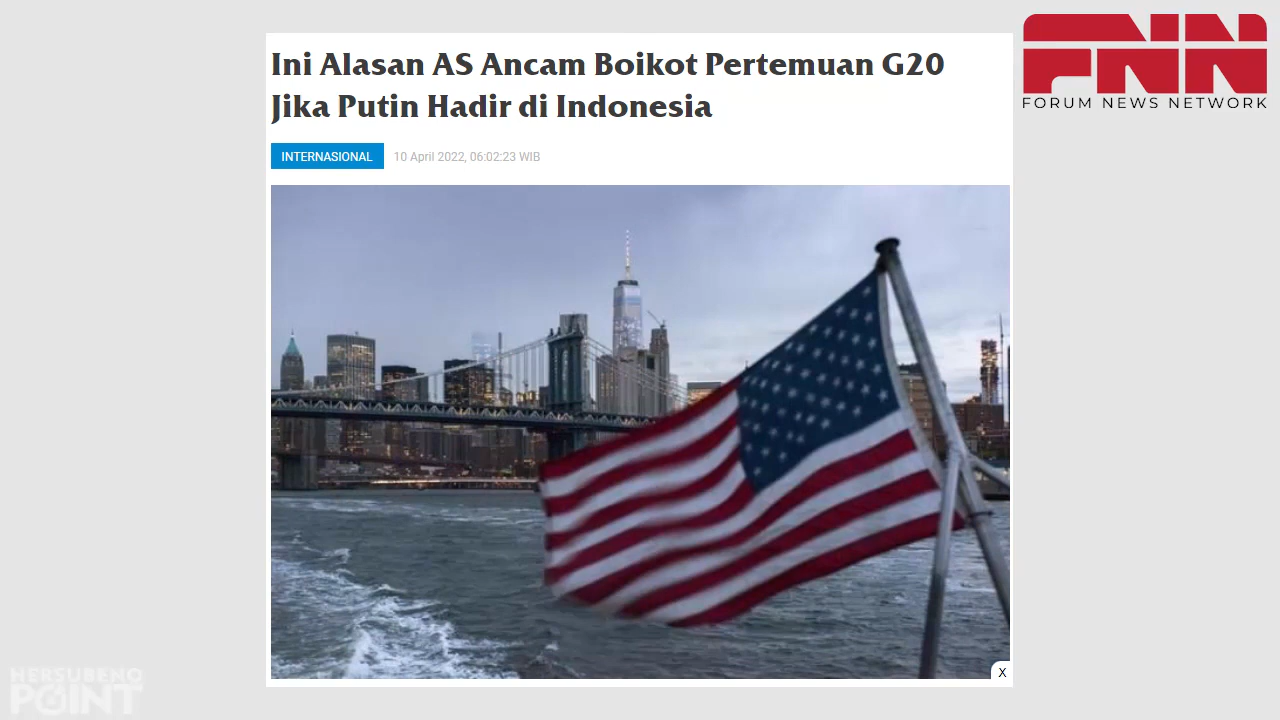 Ini Alasan AS Ancam Boikot Pertemuan G20
Jika Putin Hadir di Indonesia
INTERNASIONAL 10 April 2022, 06:02:23 WIB
FNN
FORUM NEWS NETWORK
X
HERSUBENO
POINT